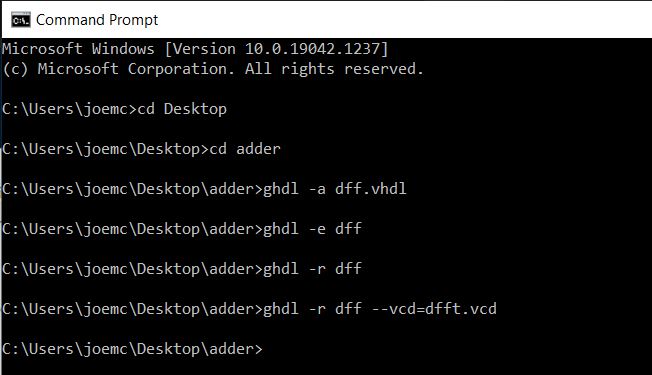 Command Prompt
Microsoft Windows [Version 10.0.19042.1237]
(c) Microsoft Corporation. All rights reserved.
C:\Users\joemc>cd Desktop
C:\Users\joemc\Desktop>cd adder
C:\Users\joemc\Desktop\adder>ghdl -a dff.vhdl
C:\Users\joemc\Desktop\adder>ghdl -e dff
C:\Users\joemc\Desktop\adder>ghdl -r dff
C:\Users\joemc\Desktop\adder>ghdl -r dff --vcd=dfft.vcd
C:\Users\joemc\Desktop\adder>